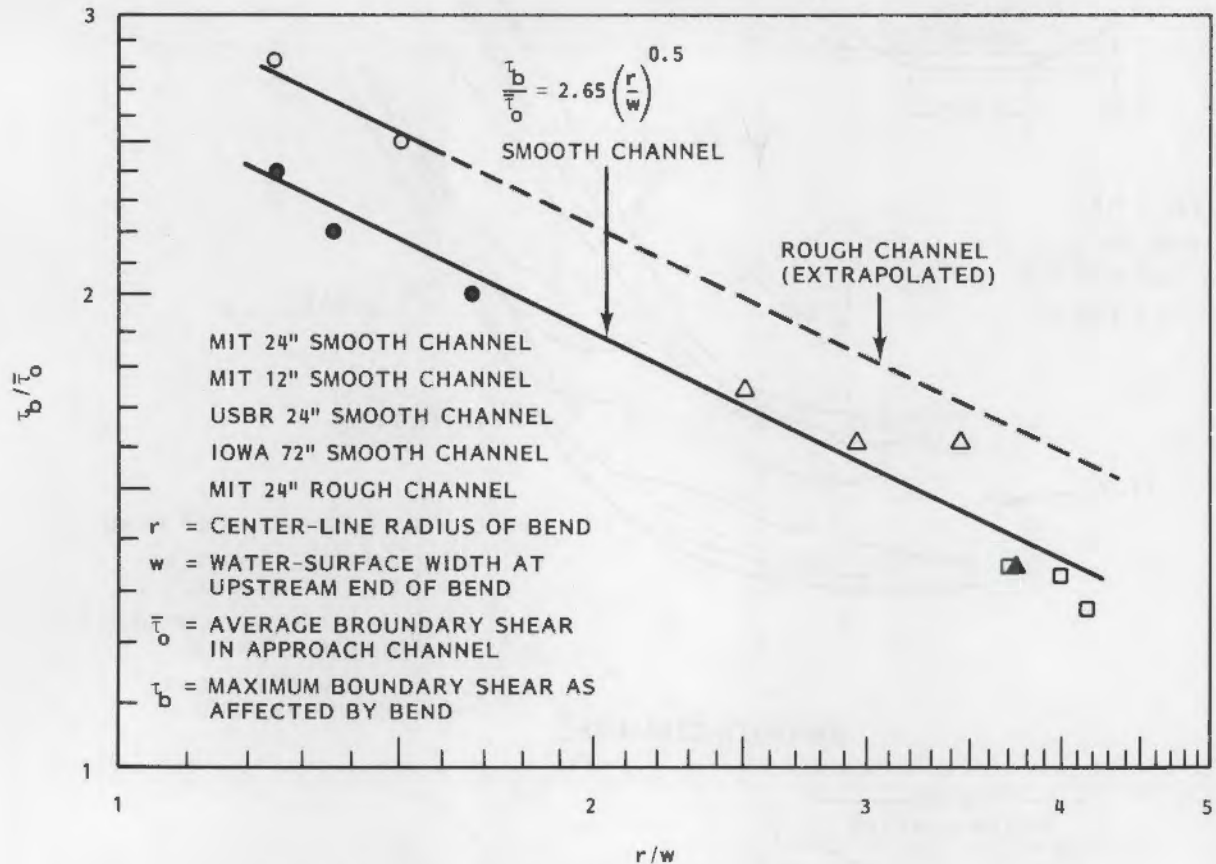 3
τb/τ̄o = 2.65 (r/w)^0.5
SMOOTH CHANNEL
ROUGH CHANNEL
(EXTRAPOLATED)
2
τb/τ̄o
MIT 24" SMOOTH CHANNEL
MIT 12" SMOOTH CHANNEL
USBR 24" SMOOTH CHANNEL
IOWA 72" SMOOTH CHANNEL
MIT 24" ROUGH CHANNEL
r = CENTER-LINE RADIUS OF BEND
w = WATER-SURFACE WIDTH AT
UPSTREAM END OF BEND
τ̄o = AVERAGE BROUNDARY SHEAR
IN APPROACH CHANNEL
τb = MAXIMUM BOUNDARY SHEAR AS
AFFECTED BY BEND
1
1 2 3 4 5
r/w